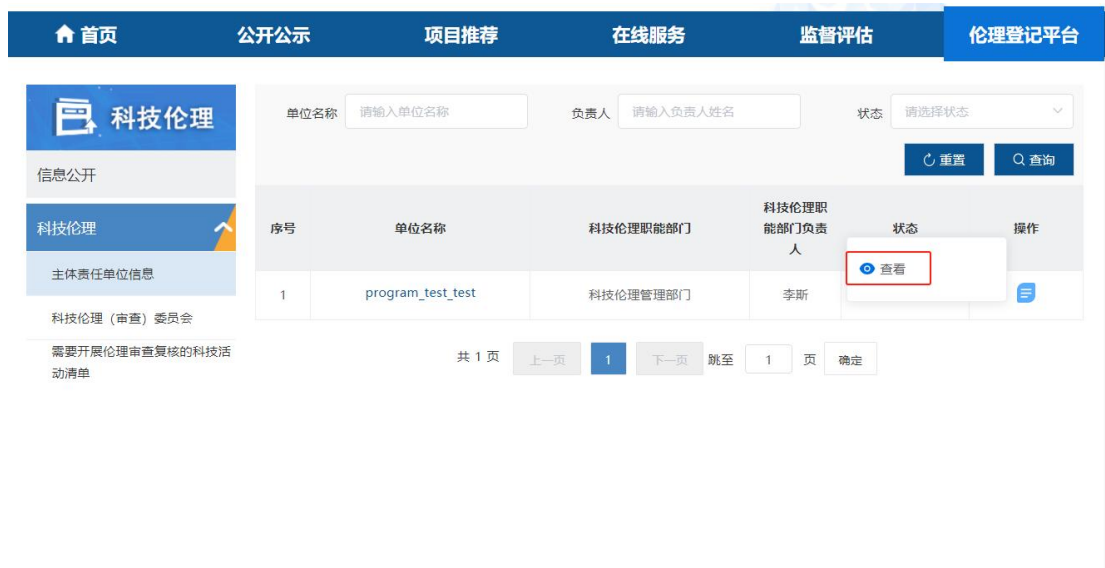 首页 公开公示 项目推荐 在线服务 监督评估 伦理登记平台
科技伦理
信息公开
科技伦理
主体责任单位信息
科技伦理（审查）委员会
需要开展伦理审查复核的科技活
动清单
单位名称 请输入单位名称 负责人 请输入负责人姓名 状态 请选择状态
重置 查询
序号 单位名称 科技伦理职能部门 科技伦理职
能部门负责
人 状态 操作
查看
1 program_test_test 科技伦理管理部门 李斯
共 1 页 上一页 1 下一页 跳至 1 页 确定